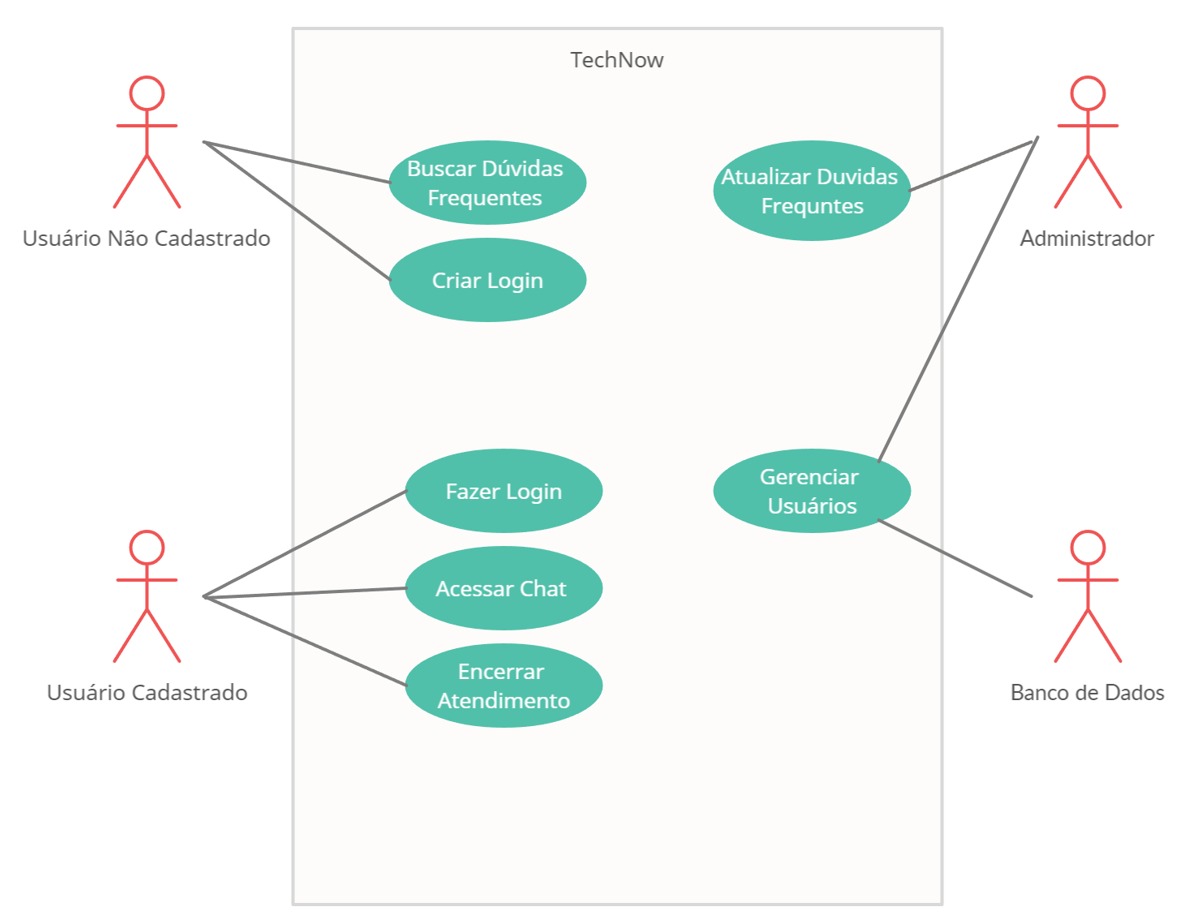 TechNow
Usuário Não Cadastrado
Buscar Dúvidas
Frequentes
Criar Login
Atualizar Duvidas
Frequntes
Administrador
Usuário Cadastrado
Fazer Login
Acessar Chat
Encerrar
Atendimento
Gerenciar
Usuários
Banco de Dados